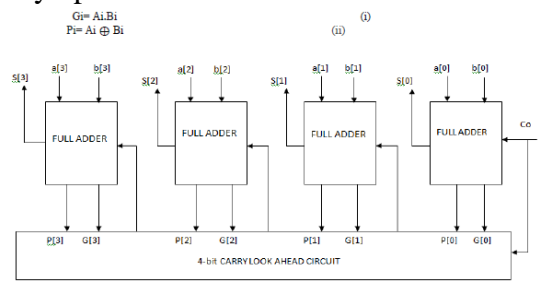 Gi= Ai.Bi (i)
Pi= Ai ⊕ Bi (ii)
a[3] b[3] a[2] b[2] a[1] b[1] a[0] b[0]
S[3] S[2] S[1] S[0]
Co
FULL ADDER FULL ADDER FULL ADDER FULL ADDER
P[3] G[3] P[2] G[2] P[1] G[1] P[0] G[0]
4-bit CARRY LOOK AHEAD CIRCUIT